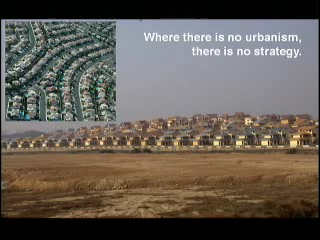 Where there is no urbanism,
there is no strategy.